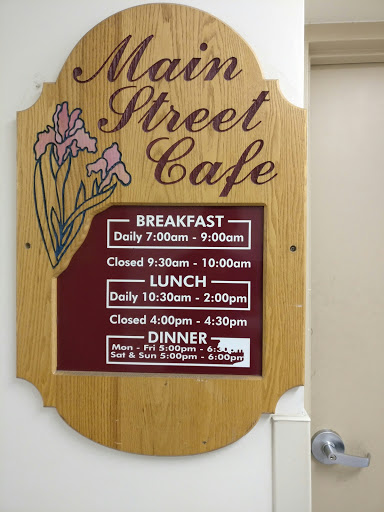 Main
Street
Cafe
BREAKFAST
Daily 7:00am - 9:00am
Closed 9:30am - 10:00am
LUNCH
Daily 10:30am - 2:00pm
Closed 4:00pm - 4:30pm
DINNER
Mon - Fri 5:00pm -
Sat & Sun 5:00pm - 6:00pm